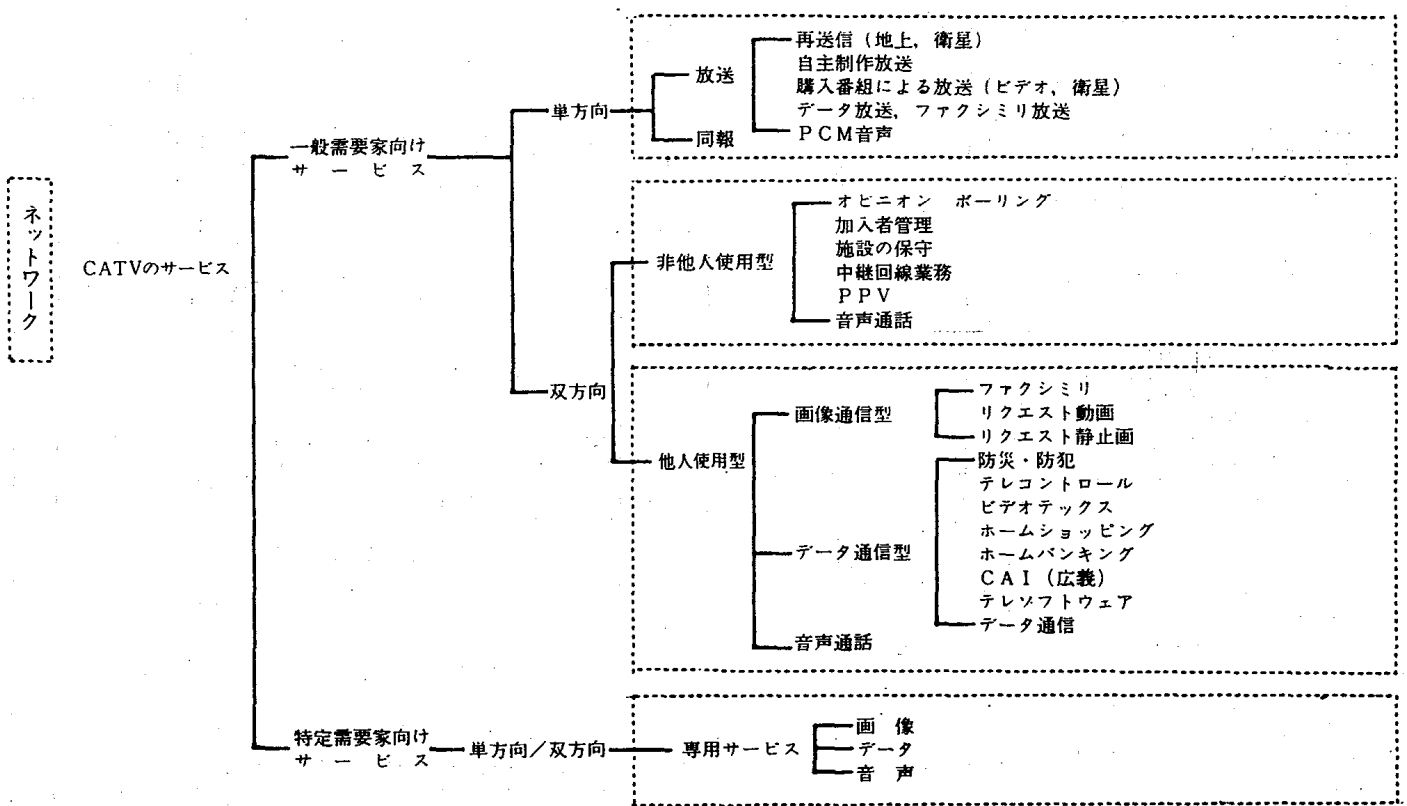 ネットワーク
CATVのサービス
一般需要家向け
サービス
単方向
放送
同報
再送信（地上，衛星）
自主制作放送
購入番組による放送（ビデオ，衛星）
データ放送，ファクシミリ放送
ＰＣＭ音声
双方向
非他人使用型
オピニオン　ポーリング
加入者管理
施設の保守
中継回線業務
ＰＰＶ
音声通話
他人使用型
画像通信型
ファクシミリ
リクエスト動画
リクエスト静止画
データ通信型
防災・防犯
テレコントロール
ビデオテックス
ホームショッピング
ホームバンキング
ＣＡＩ（広義）
テレソフトウェア
データ通信
音声通話
特定需要家向け
サービス
単方向／双方向
専用サービス
画像
データ
音声